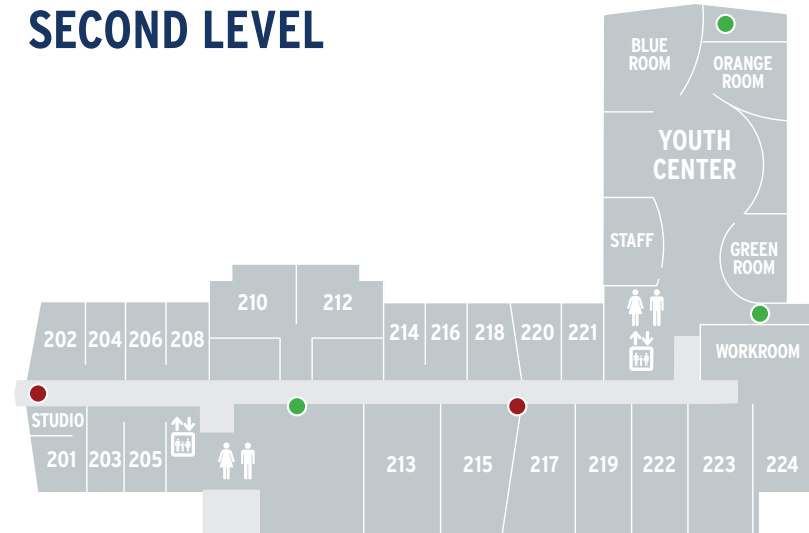 SECOND LEVEL
BLUE
ROOM
ORANGE
ROOM
YOUTH
CENTER
STAFF
GREEN
ROOM
210
212
202
204
206
208
214
216
218
220
221
WORKROOM
STUDIO
201
203
205
213
215
217
219
222
223
224